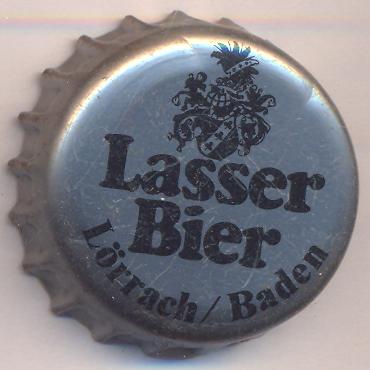 Lasser
Bier
Lörrach / Baden